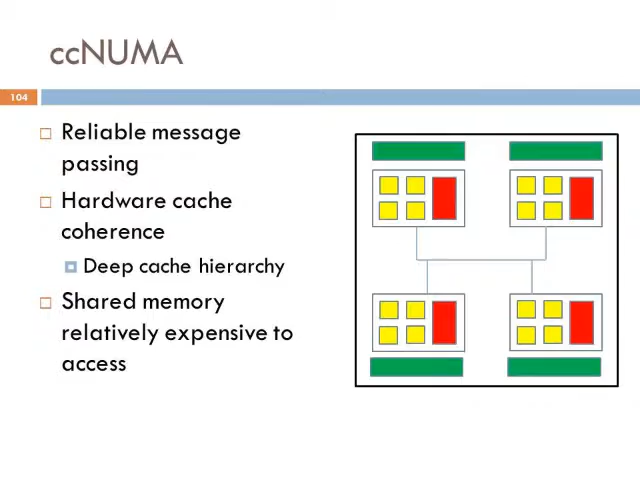 ccNUMA
104
Reliable message
passing
Hardware cache
coherence
Deep cache hierarchy
Shared memory
relatively expensive to
access